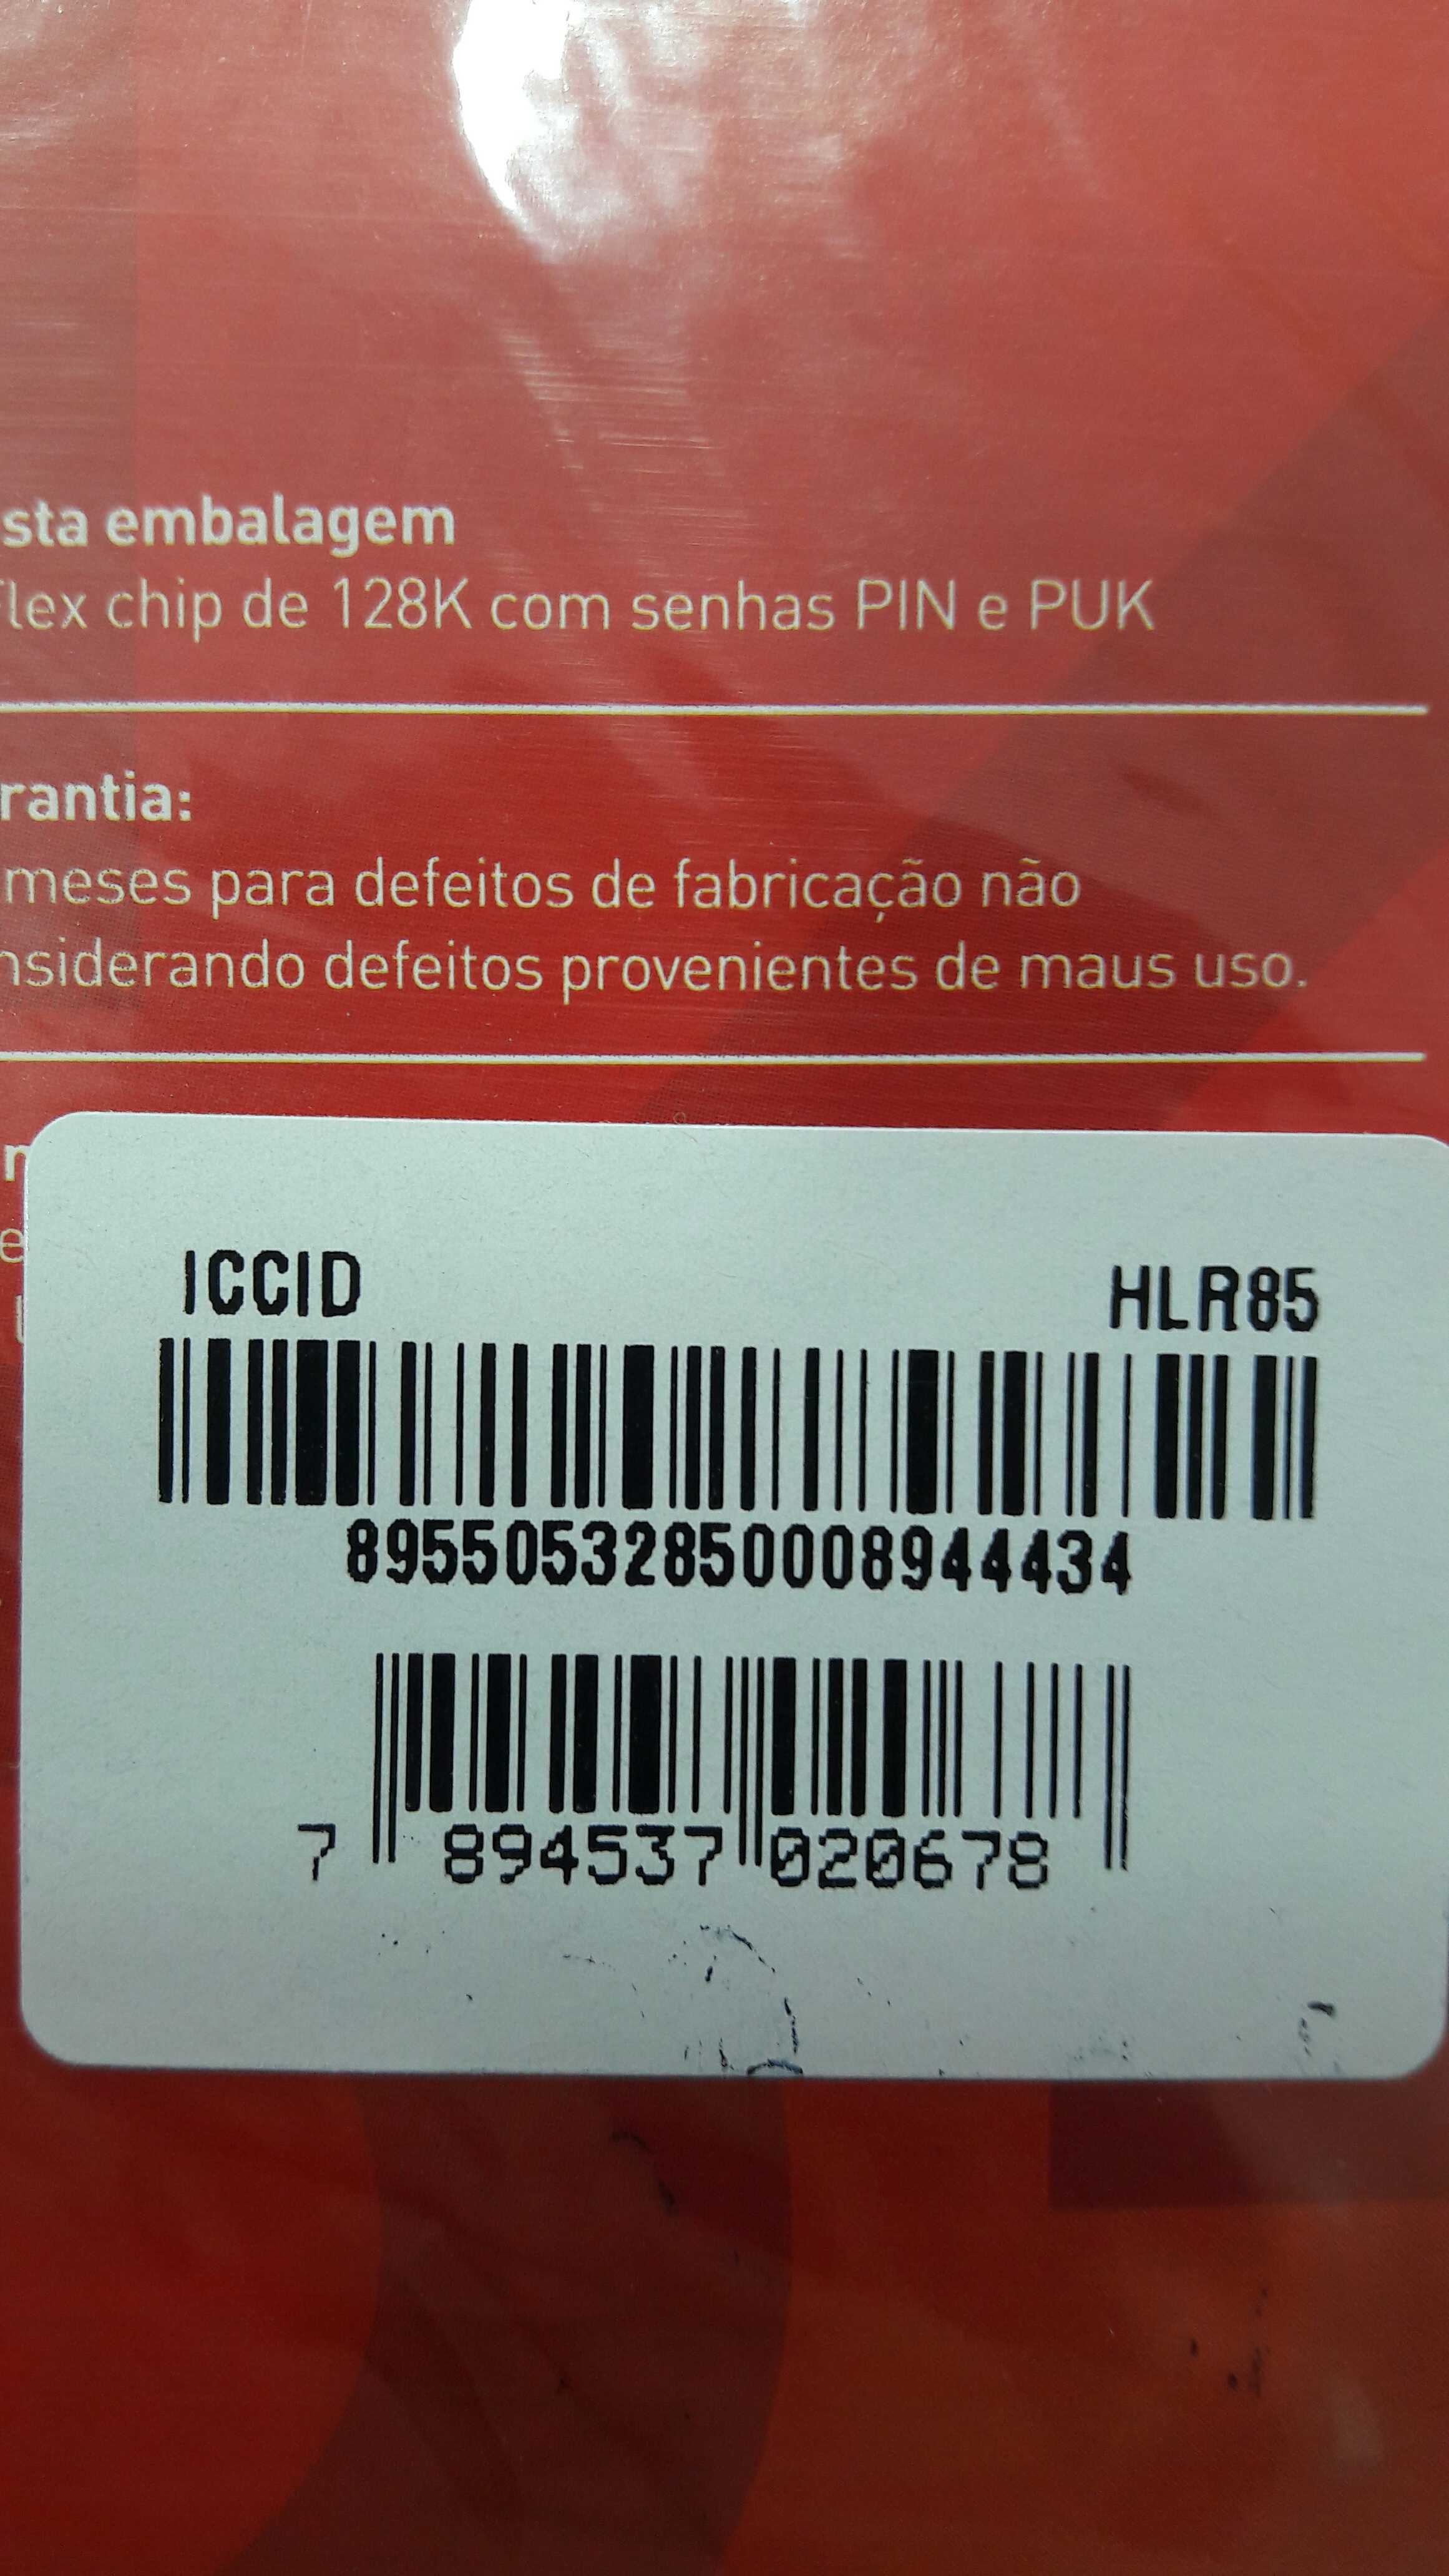 sta embalagem
lex chip de 128K com senhas PIN e PUK
rantia:
meses para defeitos de fabricação não
nsiderando defeitos provenientes de maus uso.
ICCID HLR85
89550532850008944434
7 894537 020678